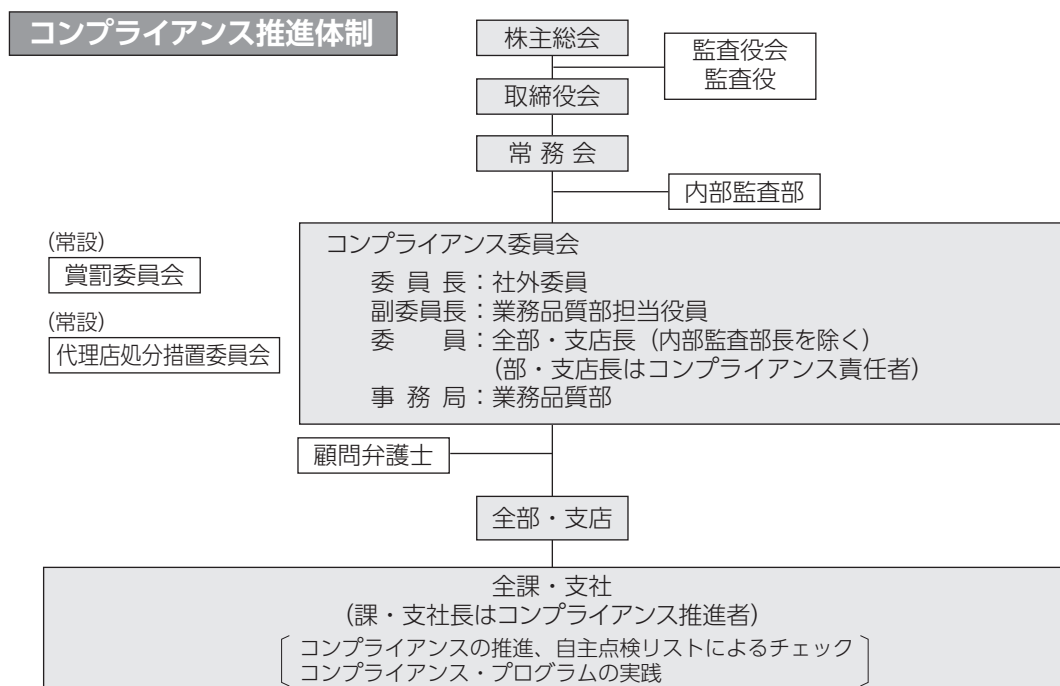 コンプライアンス推進体制
株主総会
監査役会
監査役
取締役会
常務会
内部監査部
(常設)
賞罰委員会
(常設)
代理店処分措置委員会
コンプライアンス委員会
委員長：社外委員
副委員長：業務品質部担当役員
委　員：全部・支店長（内部監査部長を除く）
（部・支店長はコンプライアンス責任者）
事務局：業務品質部
顧問弁護士
全部・支店
全課・支社
（課・支社長はコンプライアンス推進者）
コンプライアンスの推進、自主点検リストによるチェック
コンプライアンス・プログラムの実践